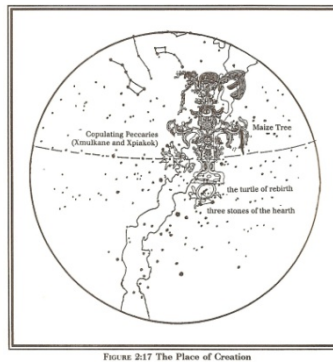 Copulating Peccaries
(Xmulkane and Xpiakok)
Maize Tree
the turtle of rebirth
three stones of the hearth
FIGURE 2:17 The Place of Creation